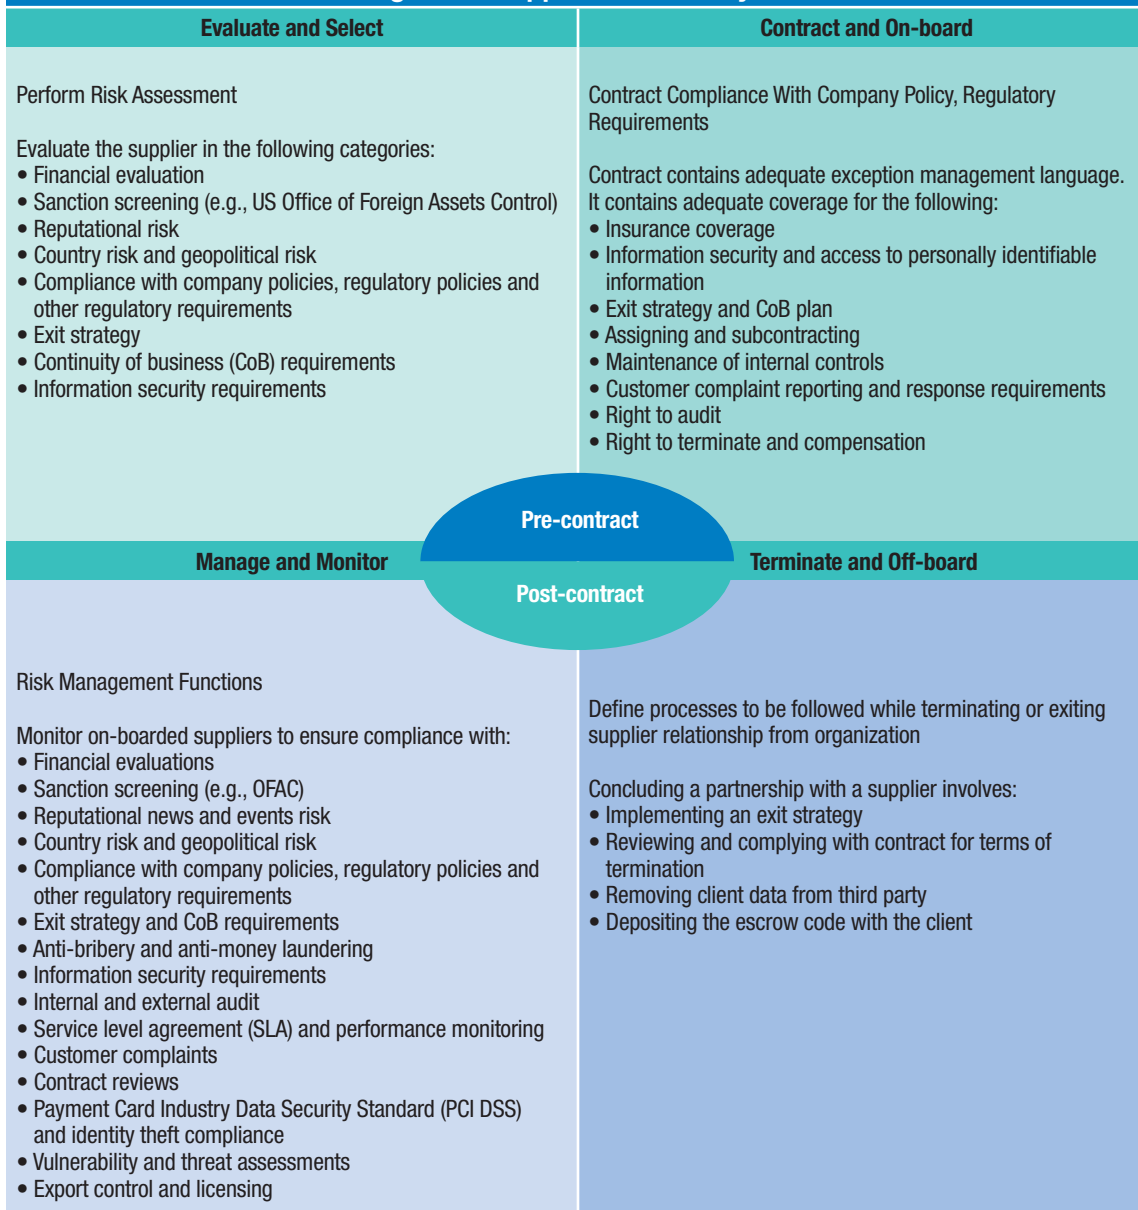 Evaluate and Select
Perform Risk Assessment
Evaluate the supplier in the following categories:
• Financial evaluation
• Sanction screening (e.g., US Office of Foreign Assets Control)
• Reputational risk
• Country risk and geopolitical risk
• Compliance with company policies, regulatory policies and
other regulatory requirements
• Exit strategy
• Continuity of business (CoB) requirements
• Information security requirements
Contract and On-board
Contract Compliance With Company Policy, Regulatory
Requirements
Contract contains adequate exception management language.
It contains adequate coverage for the following:
• Insurance coverage
• Information security and access to personally identifiable
information
• Exit strategy and CoB plan
• Assigning and subcontracting
• Maintenance of internal controls
• Customer complaint reporting and response requirements
• Right to audit
• Right to terminate and compensation
Pre-contract
Post-contract
Manage and Monitor
Risk Management Functions
Monitor on-boarded suppliers to ensure compliance with:
• Financial evaluations
• Sanction screening (e.g., OFAC)
• Reputational news and events risk
• Country risk and geopolitical risk
• Compliance with company policies, regulatory policies and
other regulatory requirements
• Exit strategy and CoB requirements
• Anti-bribery and anti-money laundering
• Information security requirements
• Internal and external audit
• Service level agreement (SLA) and performance monitoring
• Customer complaints
• Contract reviews
• Payment Card Industry Data Security Standard (PCI DSS)
and identity theft compliance
• Vulnerability and threat assessments
• Export control and licensing
Terminate and Off-board
Define processes to be followed while terminating or exiting
supplier relationship from organization
Concluding a partnership with a supplier involves:
• Implementing an exit strategy
• Reviewing and complying with contract for terms of
termination
• Removing client data from third party
• Depositing the escrow code with the client